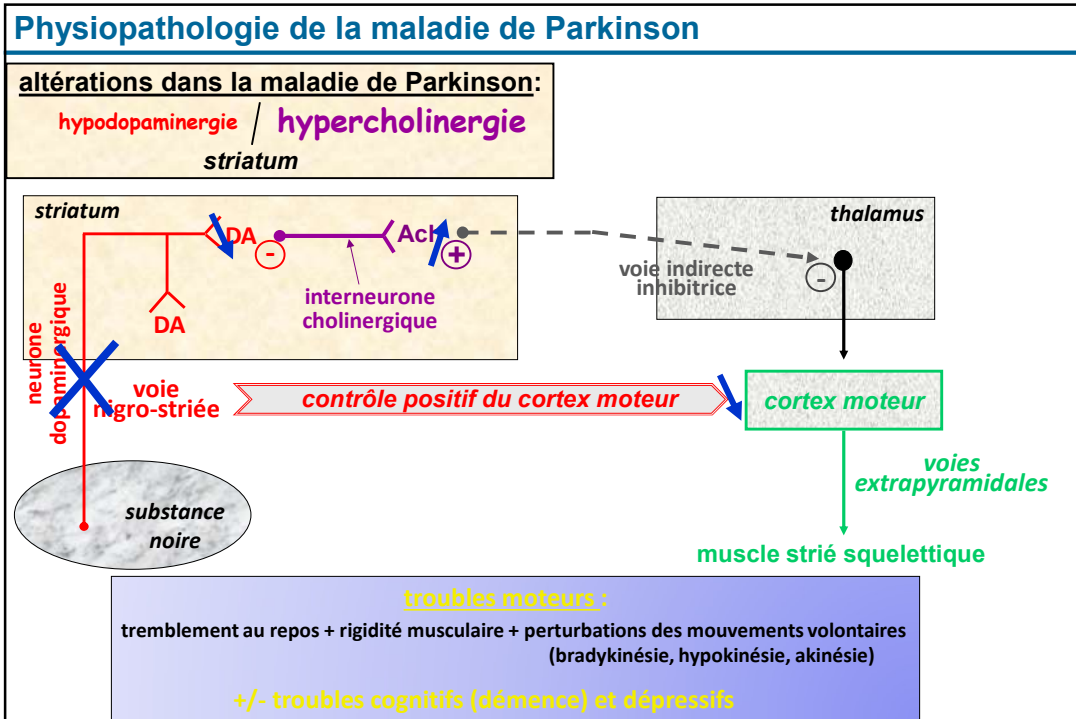 Physiopathologie de la maladie de Parkinson
altérations dans la maladie de Parkinson:
hypodopaminergie / hypercholinergie
striatum
striatum
DA
-
Ach
+
DA
interneurone
cholinergique
voie indirecte
inhibitrice
thalamus
-
neurone
dopaminergique
voie
nigro-striée
contrôle positif du cortex moteur
cortex moteur
voies
extrapyramidales
substance
noire
muscle strié squelettique
troubles moteurs :
tremblement au repos + rigidité musculaire + perturbations des mouvements volontaires
(bradykinésie, hypokinésie, akinésie)
+/- troubles cognitifs (démence) et dépressifs